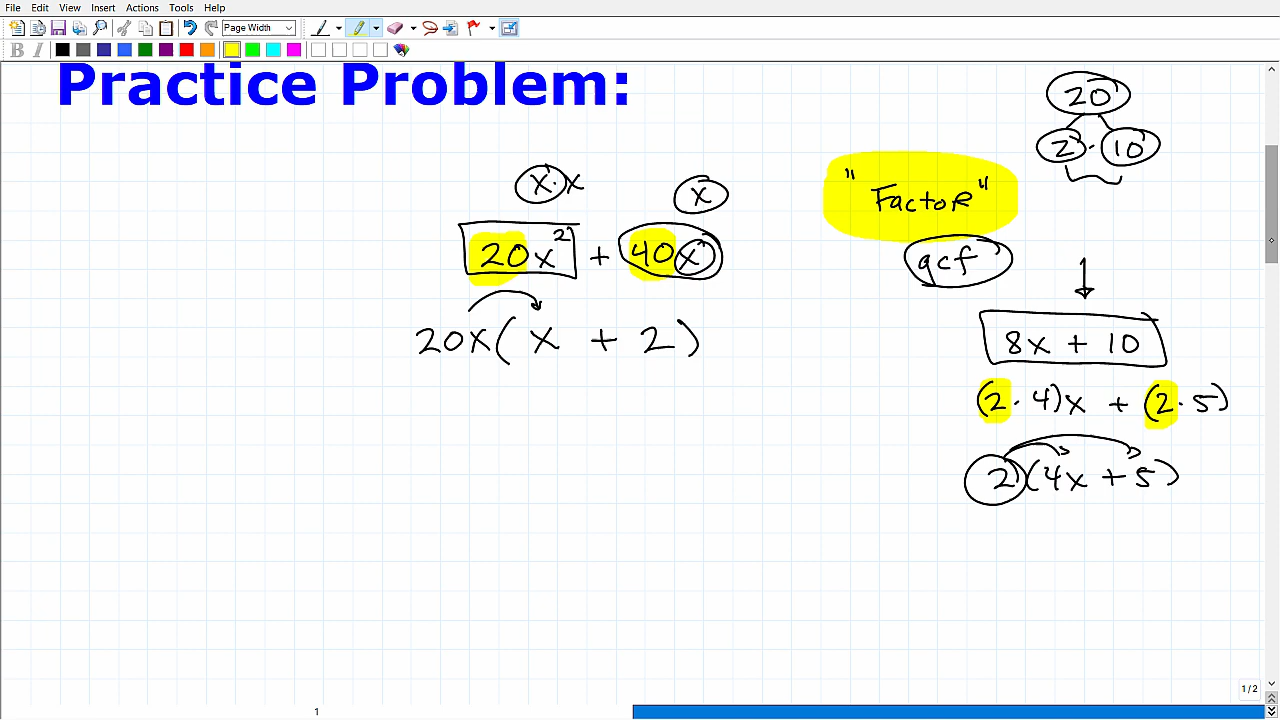 File Edit View Insert Actions Tools Help
Page Width
B I
Practice Problem:
20
2 · 10
x·x x
"Factor"
20x² + 40x
gcf
20x(x + 2)
8x + 10
(2 · 4)x + (2 · 5)
2(4x + 5)
1/2
1